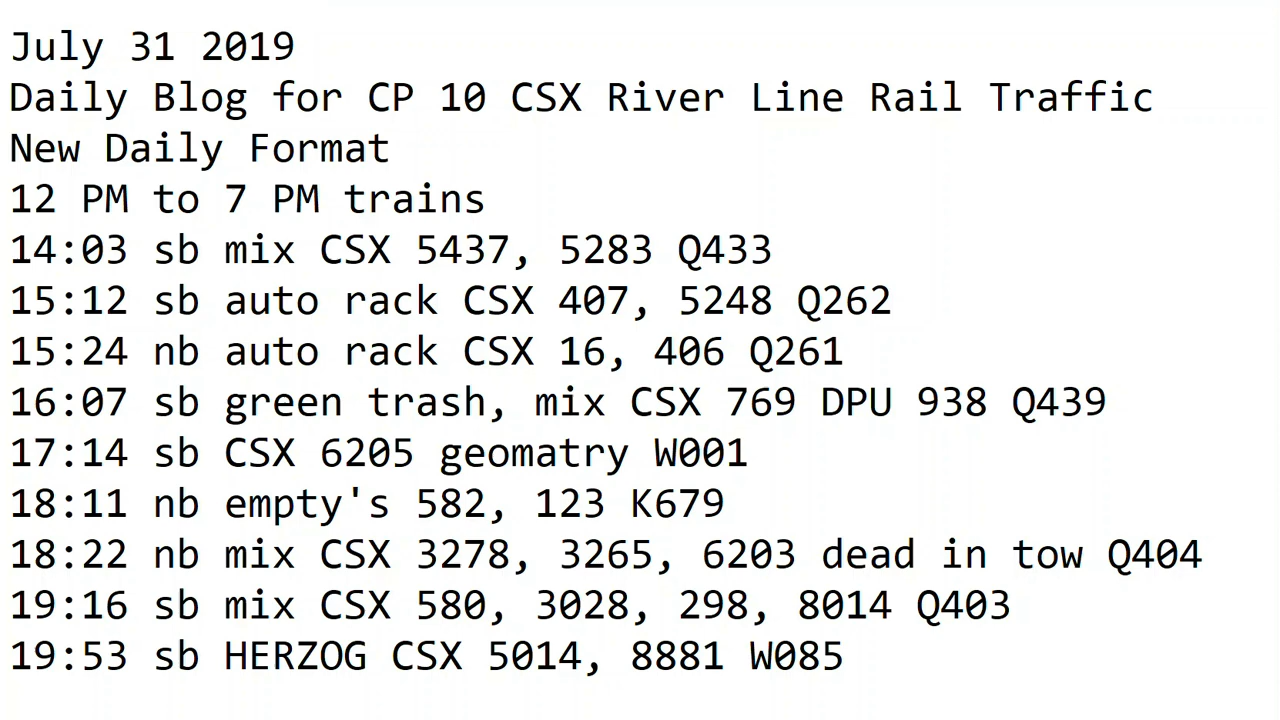 July 31 2019
Daily Blog for CP 10 CSX River Line Rail Traffic
New Daily Format
12 PM to 7 PM trains
14:03 sb mix CSX 5437, 5283 Q433
15:12 sb auto rack CSX 407, 5248 Q262
15:24 nb auto rack CSX 16, 406 Q261
16:07 sb green trash, mix CSX 769 DPU 938 Q439
17:14 sb CSX 6205 geomatry W001
18:11 nb empty's 582, 123 K679
18:22 nb mix CSX 3278, 3265, 6203 dead in tow Q404
19:16 sb mix CSX 580, 3028, 298, 8014 Q403
19:53 sb HERZOG CSX 5014, 8881 W085